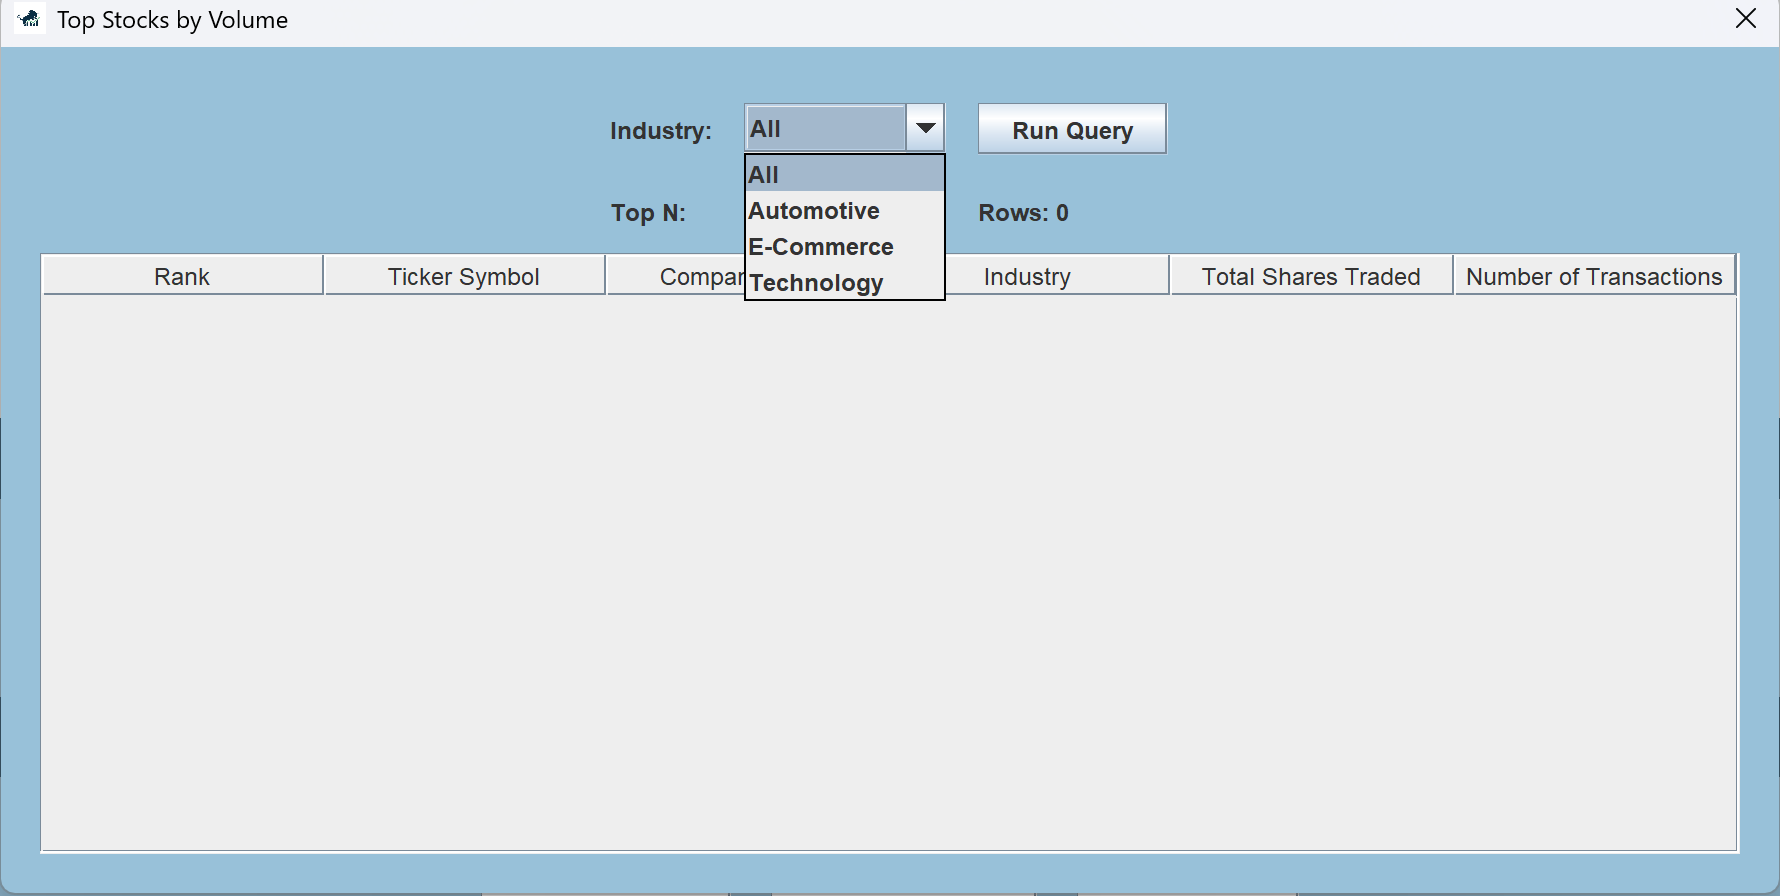 Top Stocks by Volume
Industry: All Run Query
All
Automotive
Top N: Rows: 0
E-Commerce
Technology
Rank Ticker Symbol Industry Total Shares Traded Number of Transactions